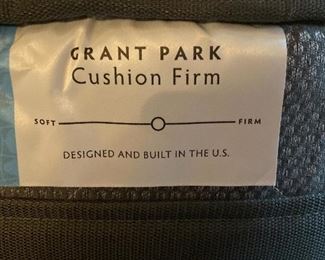 GRANT PARK
Cushion Firm
SOFT FIRM
DESIGNED AND BUILT IN THE U.S.